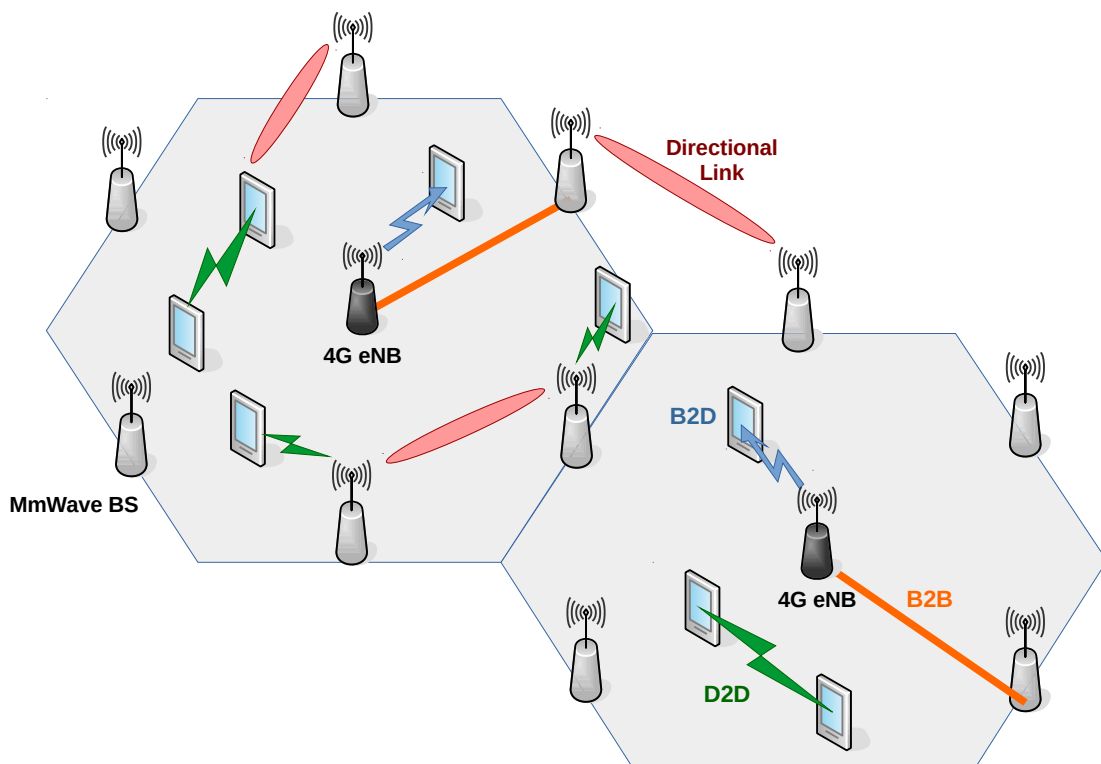 Directional
Link
4G eNB
B2D
MmWave BS
4G eNB
B2B
D2D